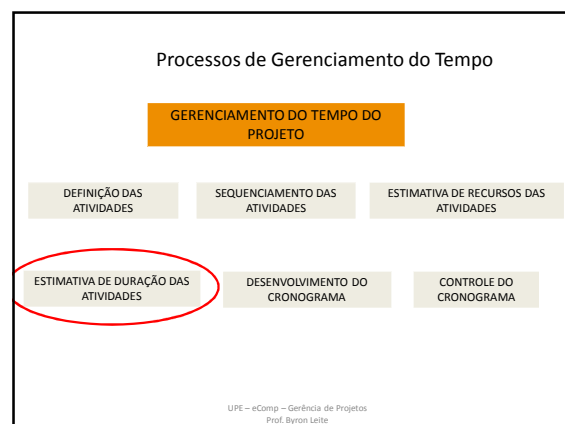 Processos de Gerenciamento do Tempo
GERENCIAMENTO DO TEMPO DO
PROJETO
DEFINIÇÃO DAS
ATIVIDADES
SEQUENCIAMENTO DAS
ATIVIDADES
ESTIMATIVA DE RECURSOS DAS
ATIVIDADES
ESTIMATIVA DE DURAÇÃO DAS
ATIVIDADES
DESENVOLVIMENTO DO
CRONOGRAMA
CONTROLE DO
CRONOGRAMA
UPE – eComp – Gerência de Projetos
Prof. Byron Leite